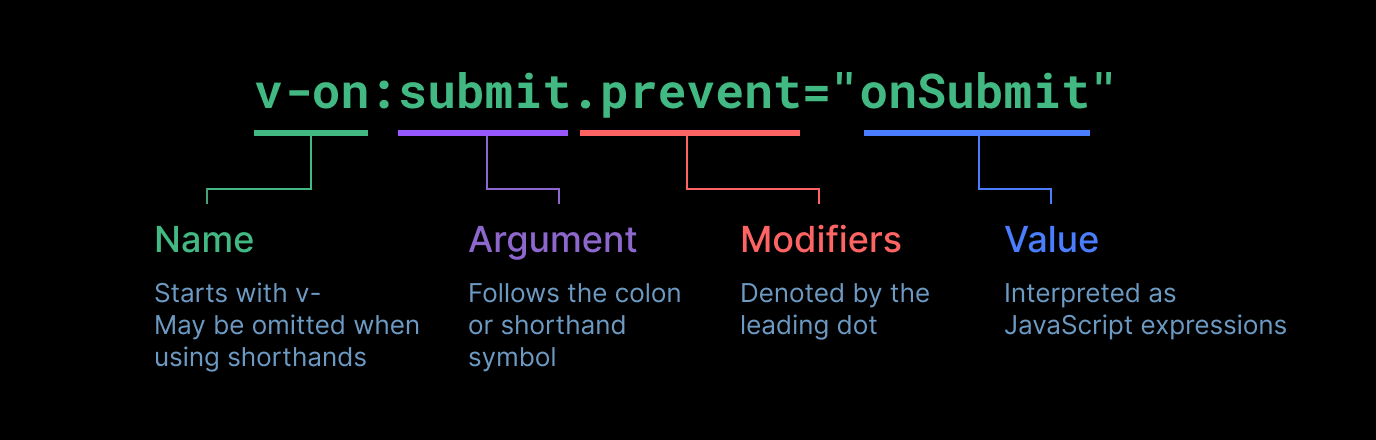 v-on:submit.prevent="onSubmit"
Name
Starts with v-
May be omitted when
using shorthands
Argument
Follows the colon
or shorthand
symbol
Modifiers
Denoted by the
leading dot
Value
Interpreted as
JavaScript expressions